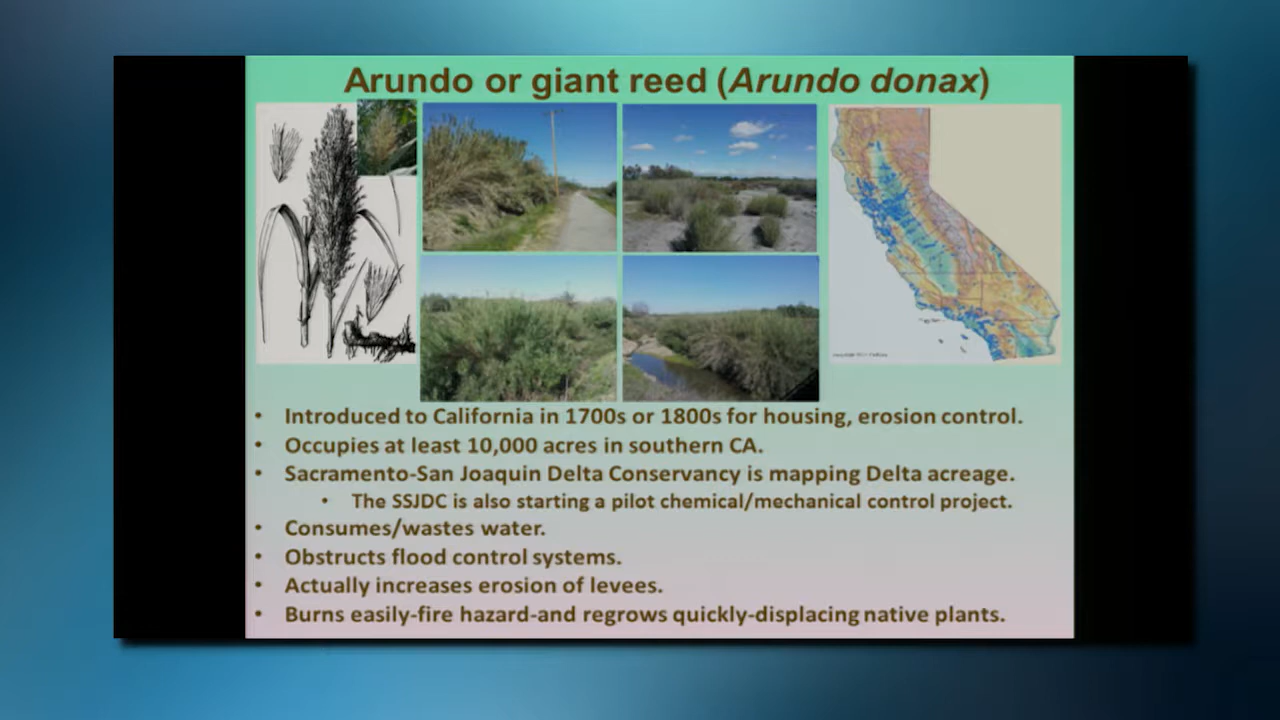 Arundo or giant reed (Arundo donax)
• Introduced to California in 1700s or 1800s for housing, erosion control.
• Occupies at least 10,000 acres in southern CA.
• Sacramento-San Joaquin Delta Conservancy is mapping Delta acreage.
• The SSJDC is also starting a pilot chemical/mechanical control project.
• Consumes/wastes water.
• Obstructs flood control systems.
• Actually increases erosion of levees.
• Burns easily-fire hazard-and regrows quickly-displacing native plants.